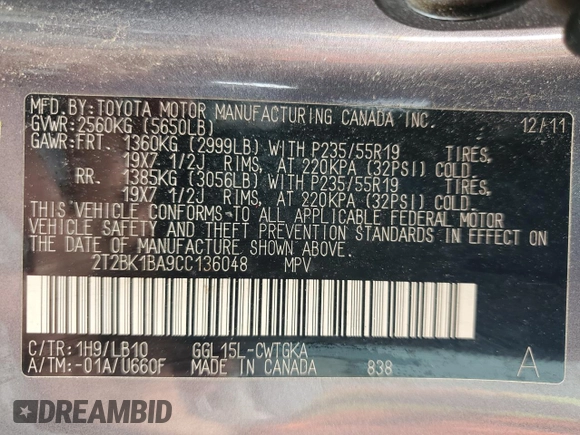 MFD.BY:TOYOTA MOTOR MANUFACTURING CANADA INC.
GVWR:2560KG (5650LB) 12/11
GAWR:FRT. 1360KG (2999LB) WITH P235/55R19 TIRES,
19X7 1/2J RIMS, AT 220KPA (32PSI) COLD.
RR. 1385KG (3056LB) WITH P235/55R19 TIRES,
19X7 1/2J RIMS, AT 220KPA (32PSI) COLD.
THIS VEHICLE CONFORMS TO ALL APPLICABLE FEDERAL MOTOR
VEHICLE SAFETY AND THEFT PREVENTION STANDARDS IN EFFECT ON
THE DATE OF MANUFACTURE SHOWN ABOVE.
2T2BK1BA9CC136048 MPV
C/TR:1H9/LB10 GGL15L-CWTGKA
A/TM:-01A/U660F MADE IN CANADA 838 A
DREAMBID